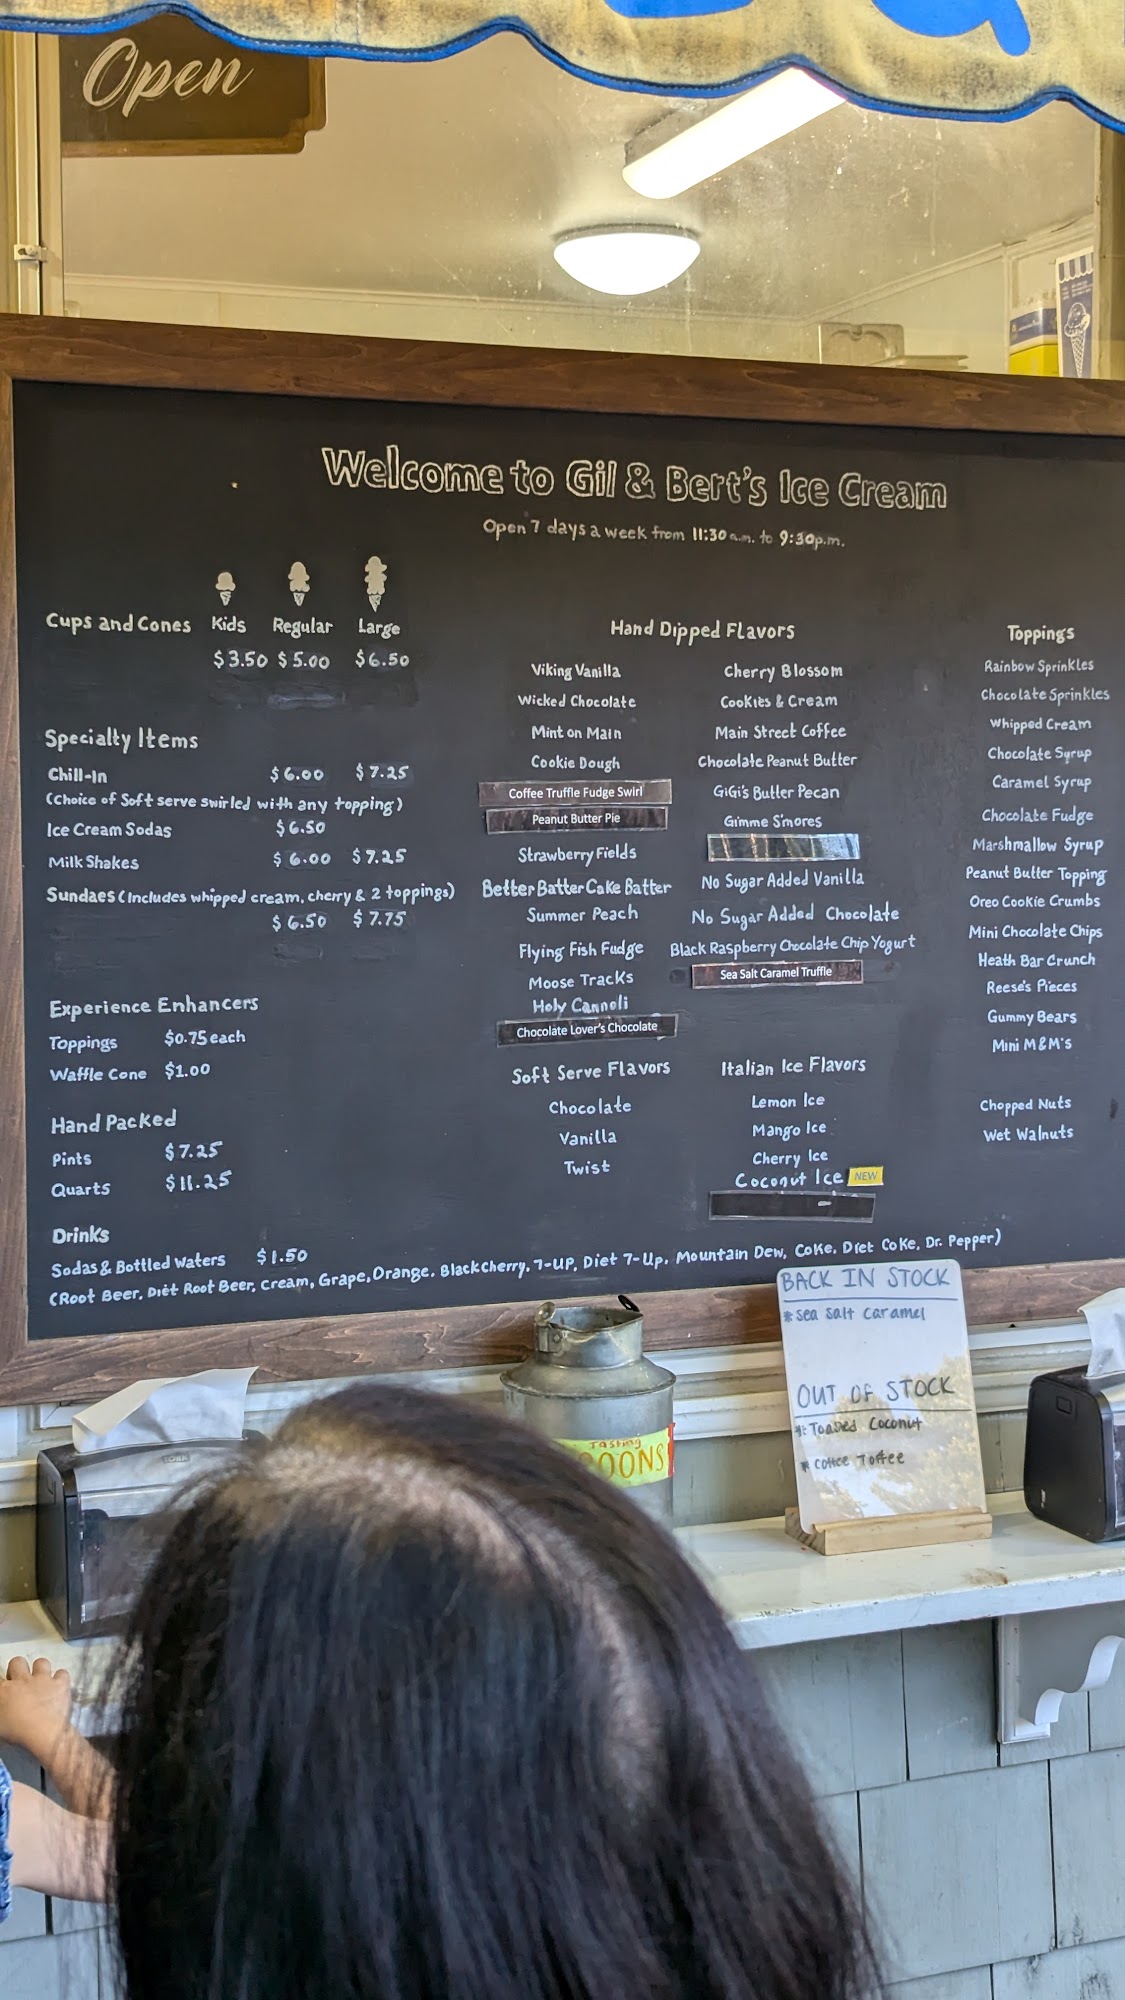 Open
Welcome to Gil & Bert's Ice Cream
Open 7 days a week from 11:30 a.m. to 9:30p.m.
Cups and Cones Kids Regular Large
$3.50 $5.00 $6.50
Specialty Items
Chill-In $6.00 $7.25
(Choice of Soft serve swirled with any topping)
Ice Cream Sodas $6.50
Milk Shakes $6.00 $7.25
Sundaes (Includes whipped cream, cherry & 2 toppings)
$6.50 $7.75
Experience Enhancers
Toppings $0.75 each
Waffle Cone $1.00
Hand Packed
Pints $7.25
Quarts $11.25
Drinks
Sodas & Bottled Waters $1.50
(Root Beer, Diet Root Beer, Cream, Grape, Orange, Blackcherry, 7-UP, Diet 7-Up, Mountain Dew, Coke, Diet Coke, Dr. Pepper)
Hand Dipped Flavors
Viking Vanilla
Wicked Chocolate
Mint on Main
Cookie Dough
Coffee Truffle Fudge Swirl
Peanut Butter Pie
Strawberry Fields
Better Batter Cake Batter
Summer Peach
Flying Fish Fudge
Moose Tracks
Holy Cannoli
Chocolate Lover's Chocolate
Cherry Blossom
Cookies & Cream
Main Street Coffee
Chocolate Peanut Butter
GiGi's Butter Pecan
Gimme S'mores
No Sugar Added Vanilla
No Sugar Added Chocolate
Black Raspberry Chocolate Chip Yogurt
Sea Salt Caramel Truffle
Soft Serve Flavors
Chocolate
Vanilla
Twist
Italian Ice Flavors
Lemon Ice
Mango Ice
Cherry Ice
Coconut Ice NEW
Toppings
Rainbow Sprinkles
Chocolate Sprinkles
Whipped Cream
Chocolate Syrup
Caramel Syrup
Chocolate Fudge
Marshmallow Syrup
Peanut Butter Topping
Oreo Cookie Crumbs
Mini Chocolate Chips
Heath Bar Crunch
Reese's Pieces
Gummy Bears
Mini M&M's
Chopped Nuts
Wet Walnuts
BACK IN STOCK
* Sea Salt Caramel
OUT OF STOCK
* Toasted Coconut
* Coffee Toffee
Tasting
OONS